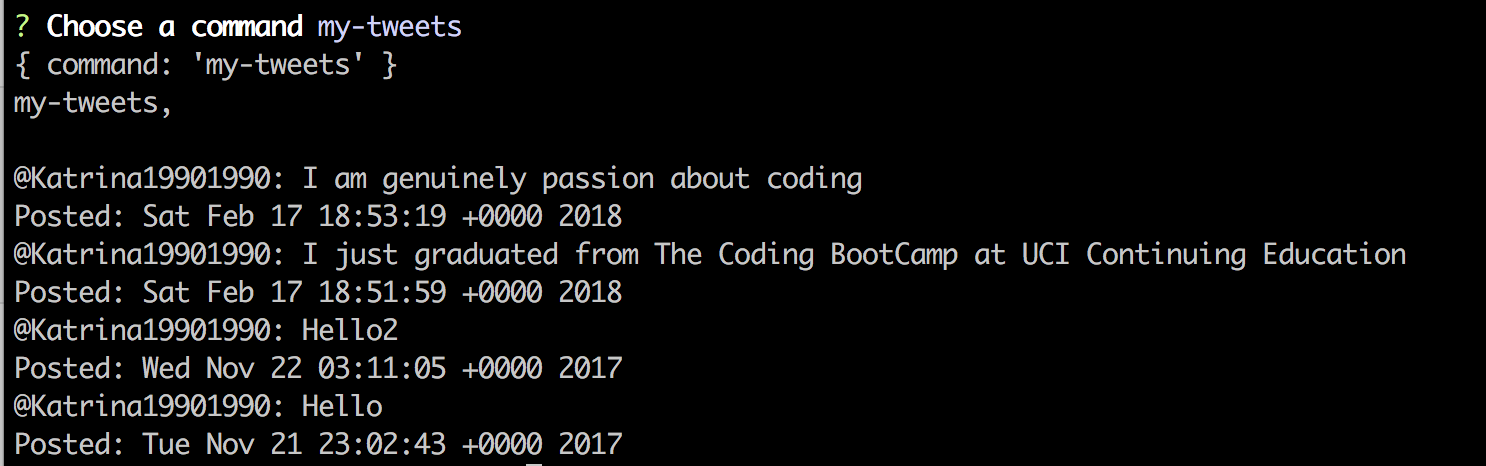 ? Choose a command my-tweets
{ command: 'my-tweets' }
my-tweets,
@Katrina19901990: I am genuinely passion about coding
Posted: Sat Feb 17 18:53:19 +0000 2018
@Katrina19901990: I just graduated from The Coding BootCamp at UCI Continuing Education
Posted: Sat Feb 17 18:51:59 +0000 2018
@Katrina19901990: Hello2
Posted: Wed Nov 22 03:11:05 +0000 2017
@Katrina19901990: Hello
Posted: Tue Nov 21 23:02:43 +0000 2017